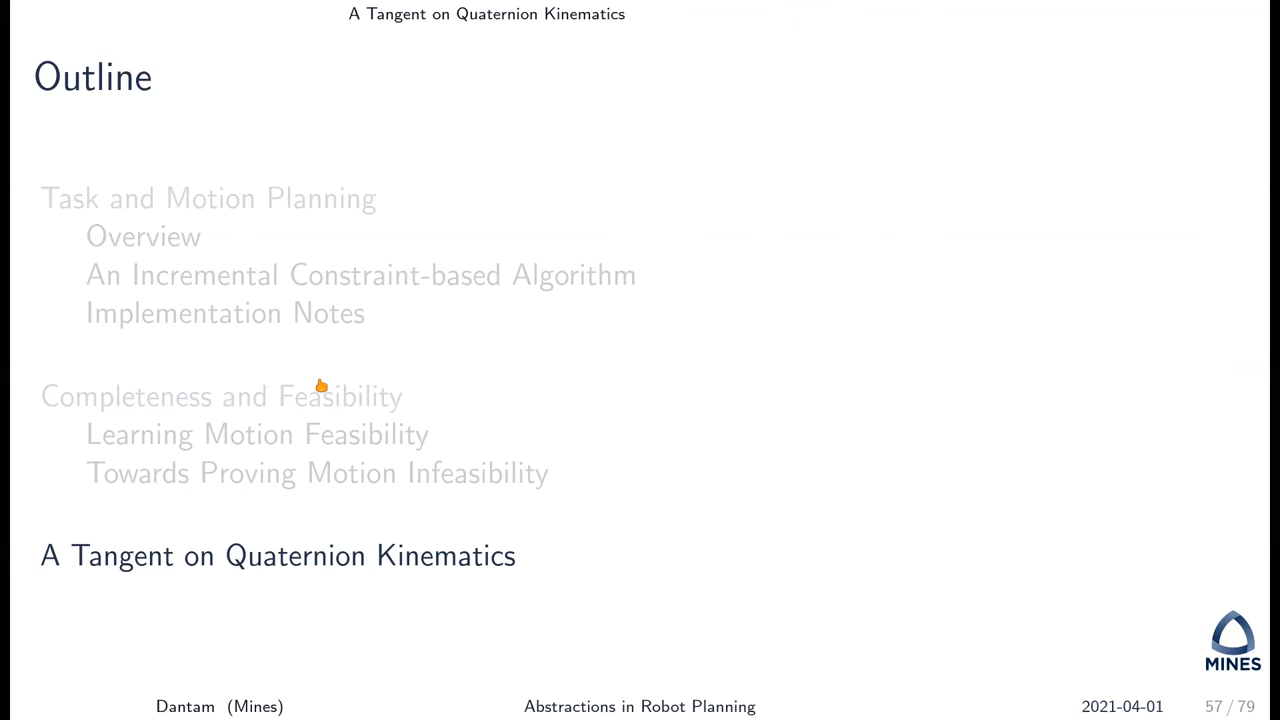 A Tangent on Quaternion Kinematics
Outline
Task and Motion Planning
Overview
An Incremental Constraint-based Algorithm
Implementation Notes
Completeness and Feasibility
Learning Motion Feasibility
Towards Proving Motion Infeasibility
A Tangent on Quaternion Kinematics
MINES
Dantam (Mines) Abstractions in Robot Planning 2021-04-01 57 / 79